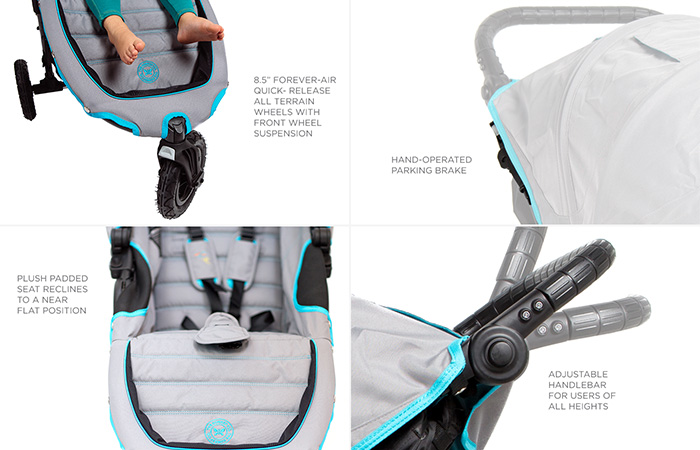 8.5" FOREVER-AIR
QUICK- RELEASE
ALL TERRAIN
WHEELS WITH
FRONT WHEEL
SUSPENSION
HAND-OPERATED
PARKING BRAKE
PLUSH PADDED
SEAT RECLINES
TO A NEAR
FLAT POSITION
ADJUSTABLE
HANDLEBAR
FOR USERS OF
ALL HEIGHTS